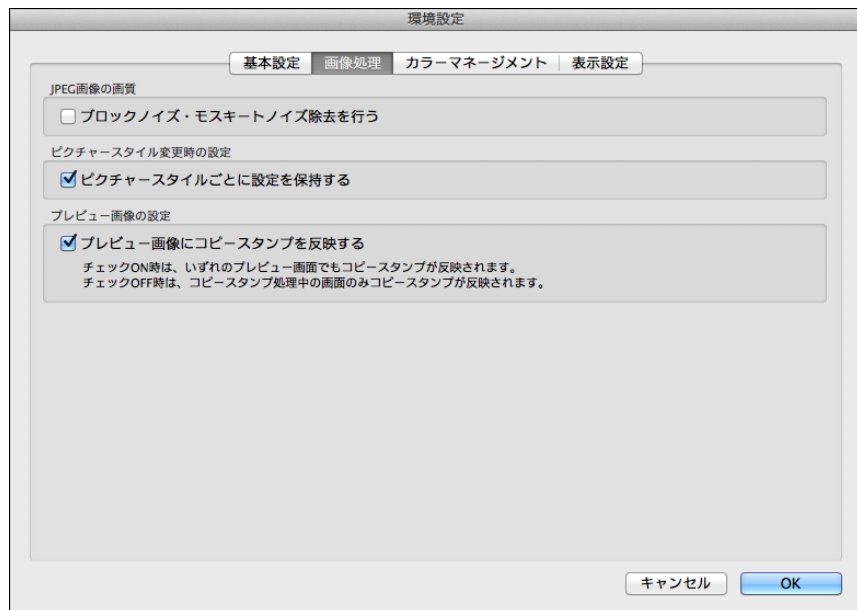 環境設定
基本設定 画像処理 カラーマネージメント 表示設定
JPEG画像の画質
ブロックノイズ・モスキートノイズ除去を行う
ピクチャースタイル変更時の設定
ピクチャースタイルごとに設定を保持する
プレビュー画像の設定
プレビュー画像にコピースタンプを反映する
チェックON時は、いずれのプレビュー画面でもコピースタンプが反映されます。
チェックOFF時は、コピースタンプ処理中の画面のみコピースタンプが反映されます。
キャンセル OK